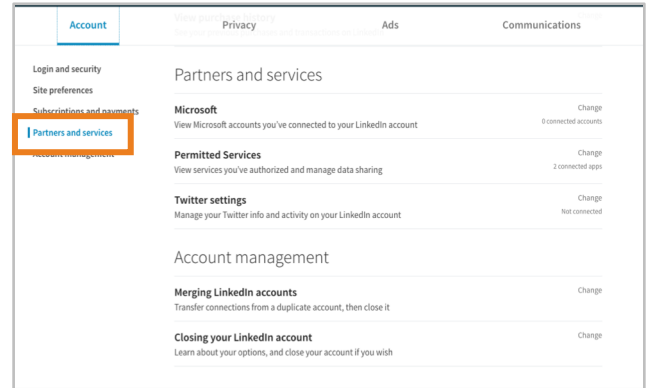 Account
Privacy
Ads
Communications
Login and security
Site preferences
Subscriptions and payments
Partners and services
Account management
Partners and services
Microsoft
Change
View Microsoft accounts you've connected to your LinkedIn account
0 connected accounts
Permitted Services
Change
View services you've authorized and manage data sharing
2 connected apps
Twitter settings
Change
Manage your Twitter info and activity on your LinkedIn account
Not connected
Account management
Merging LinkedIn accounts
Change
Transfer connections from a duplicate account, then close it
Closing your LinkedIn account
Change
Learn about your options, and close your account if you wish